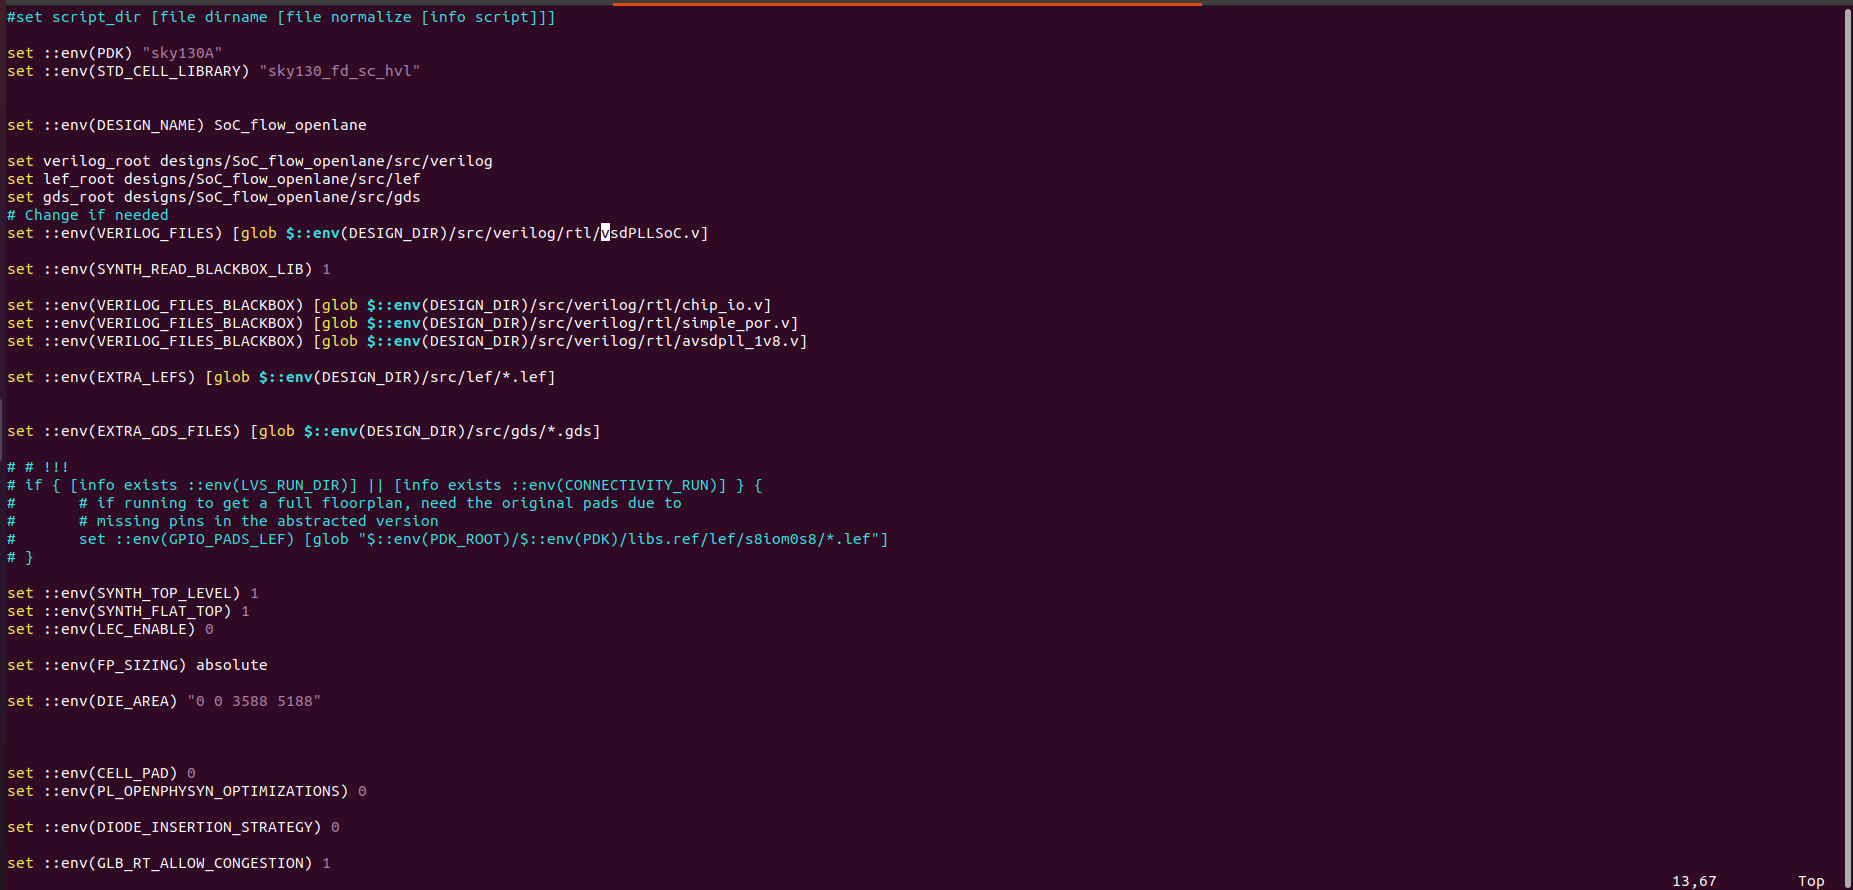 #set script_dir [file dirname [file normalize [info script]]]
set ::env(PDK) "sky130A"
set ::env(STD_CELL_LIBRARY) "sky130_fd_sc_hvl"
set ::env(DESIGN_NAME) SoC_flow_openlane
set verilog_root designs/SoC_flow_openlane/src/verilog
set lef_root designs/SoC_flow_openlane/src/lef
set gds_root designs/SoC_flow_openlane/src/gds
# Change if needed
set ::env(VERILOG_FILES) [glob $::env(DESIGN_DIR)/src/verilog/rtl/vsdPLLSoC.v]
set ::env(SYNTH_READ_BLACKBOX_LIB) 1
set ::env(VERILOG_FILES_BLACKBOX) [glob $::env(DESIGN_DIR)/src/verilog/rtl/chip_io.v]
set ::env(VERILOG_FILES_BLACKBOX) [glob $::env(DESIGN_DIR)/src/verilog/rtl/simple_por.v]
set ::env(VERILOG_FILES_BLACKBOX) [glob $::env(DESIGN_DIR)/src/verilog/rtl/avsdpll_1v8.v]
set ::env(EXTRA_LEFS) [glob $::env(DESIGN_DIR)/src/lef/*.lef]
set ::env(EXTRA_GDS_FILES) [glob $::env(DESIGN_DIR)/src/gds/*.gds]
# # !!!
# if { [info exists ::env(LVS_RUN_DIR)] || [info exists ::env(CONNECTIVITY_RUN)] } {
#       # if running to get a full floorplan, need the original pads due to
#       # missing pins in the abstracted version
#       set ::env(GPIO_PADS_LEF) [glob "$::env(PDK_ROOT)/$::env(PDK)/libs.ref/lef/s8iom0s8/*.lef"]
# }
set ::env(SYNTH_TOP_LEVEL) 1
set ::env(SYNTH_FLAT_TOP) 1
set ::env(LEC_ENABLE) 0
set ::env(FP_SIZING) absolute
set ::env(DIE_AREA) "0 0 3588 5188"
set ::env(CELL_PAD) 0
set ::env(PL_OPENPHYSYN_OPTIMIZATIONS) 0
set ::env(DIODE_INSERTION_STRATEGY) 0
set ::env(GLB_RT_ALLOW_CONGESTION) 1
13,67 Top